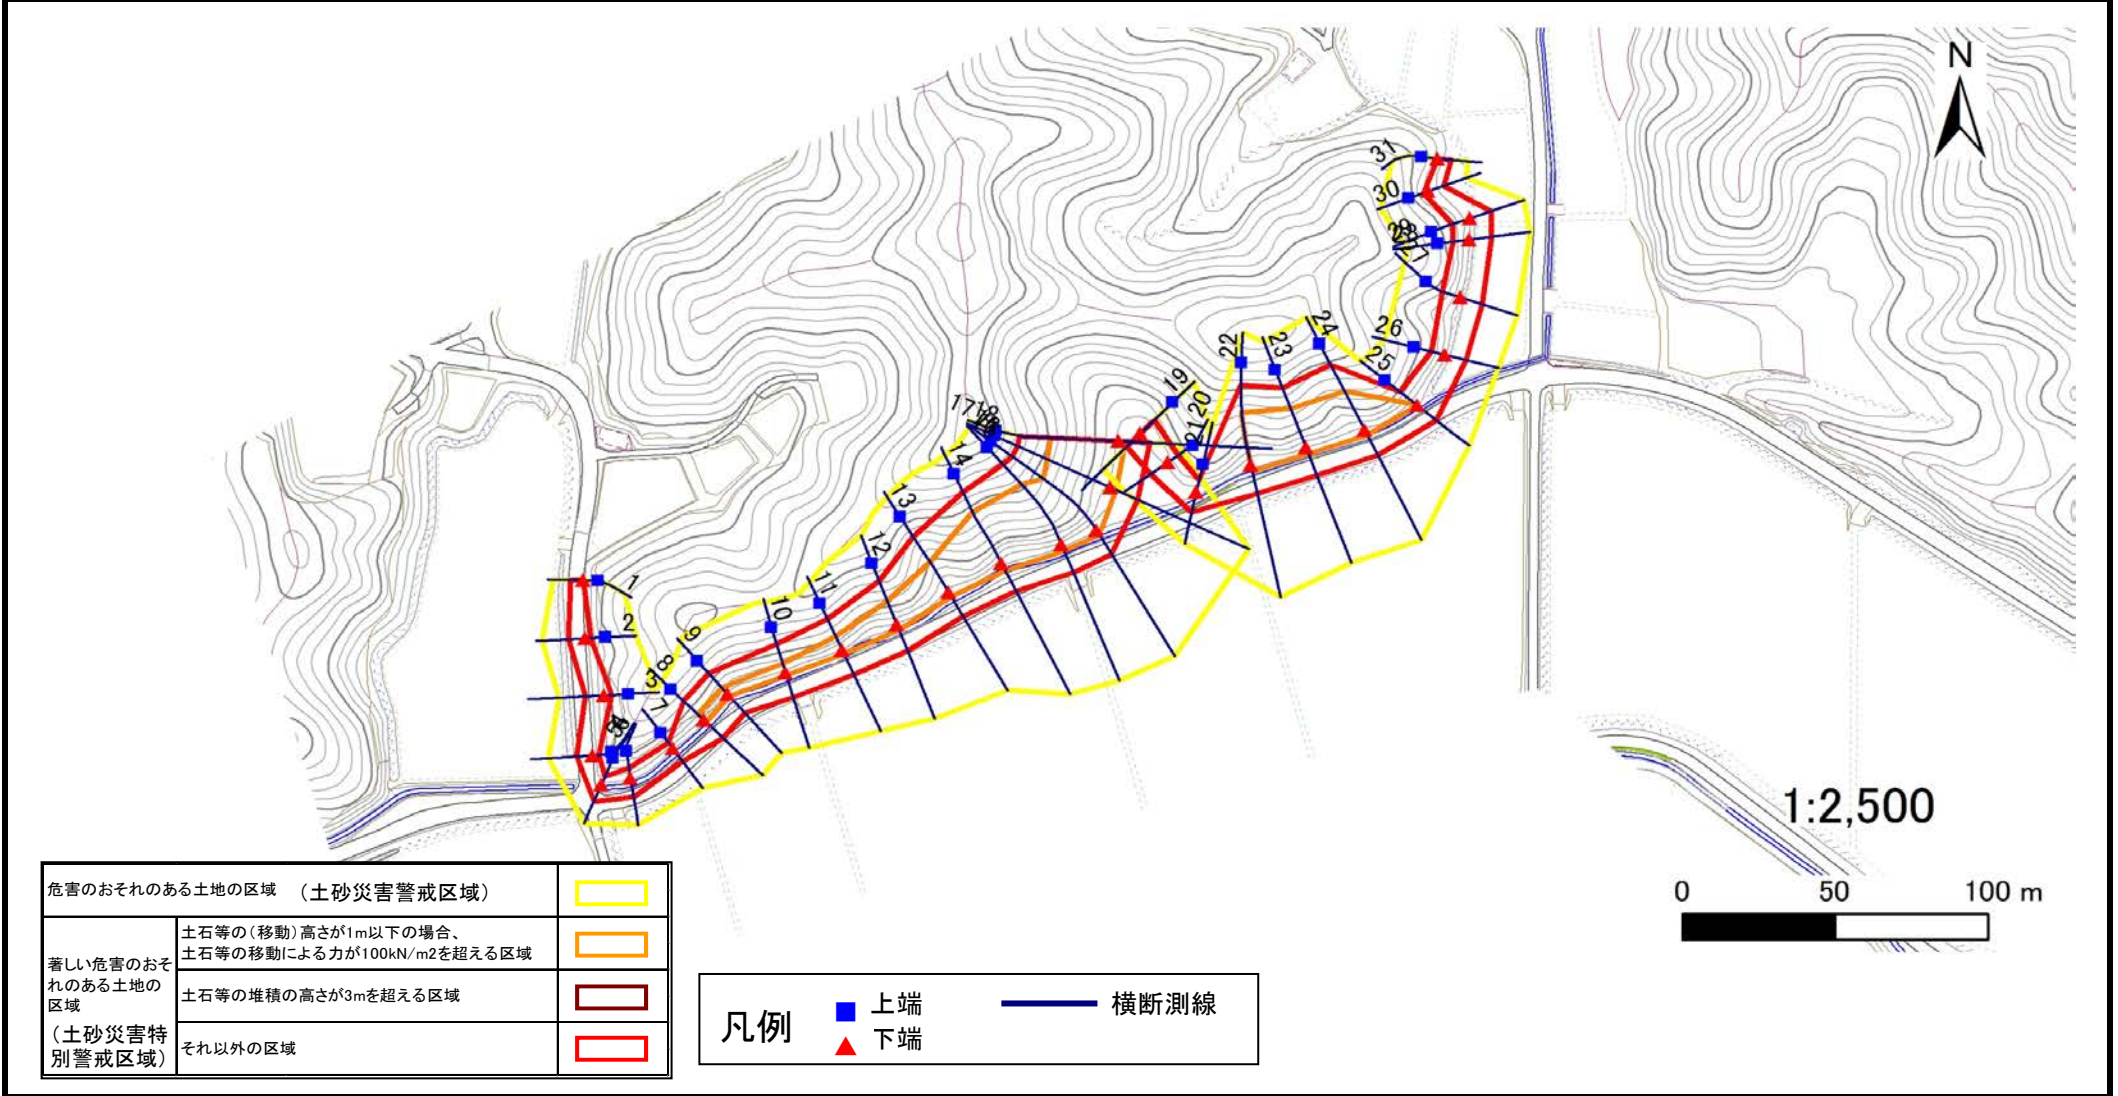 N
31
30
27
26
25
24
23
22
19
20
21
17
18
14
13
12
11
10
9
8
7
3
2
1
1:2,500
0 50 100 m
危害のおそれのある土地の区域 （土砂災害警戒区域）
著しい危害のおそ
れのある土地の
区域
（土砂災害特
別警戒区域）
土石等の（移動）高さが1m以下の場合、
土石等の移動による力が100kN/m2を超える区域
土石等の堆積の高さが3mを超える区域
それ以外の区域
凡例
上端
下端
横断測線